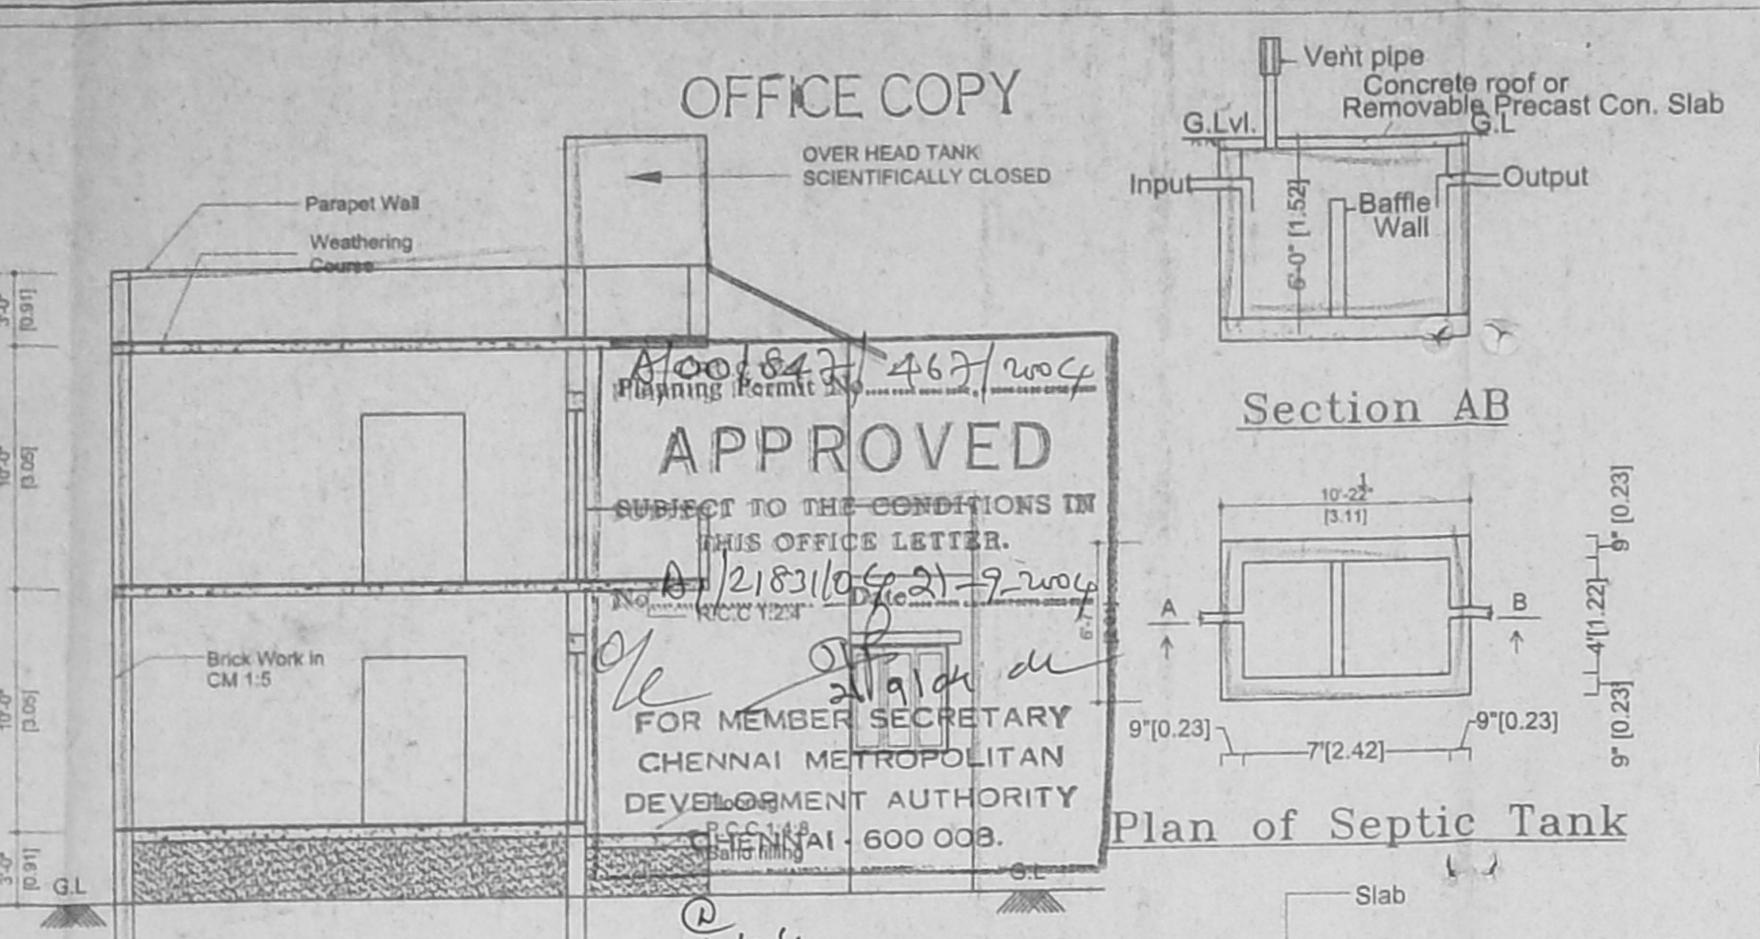 OFFICE COPY
OVER HEAD TANK
SCIENTIFICALLY CLOSED
Parapet Wall
Weathering
Course
3'-0"
[0.91]
10'-0"
[3.05]
10'-0"
[3.05]
3'-0"
[0.91]
G.L
Brick Work in
CM 1:5
Planning Permit No. 467/2004
APPROVED
SUBJECT TO THE CONDITIONS IN
THIS OFFICE LETTER.
No. A1/21831/04 Date 21-9-2004
R.C.C 1:2:4
FOR MEMBER SECRETARY
CHENNAI METROPOLITAN
DEVELOPMENT AUTHORITY
CHENNAI - 600 008.
Flooring
Sand filling
G.L
Vent pipe
Concrete roof or
Removable Precast Con. Slab
G.Lvl.
G.L
Input
Output
Baffle
Wall
6'-0" [1.52]
Section AB
[3.11]
9" [0.23]
4'[1.22]
9" [0.23]
A
B
9"[0.23]
7'[2.42]
9"[0.23]
Plan of Septic Tank
Slab